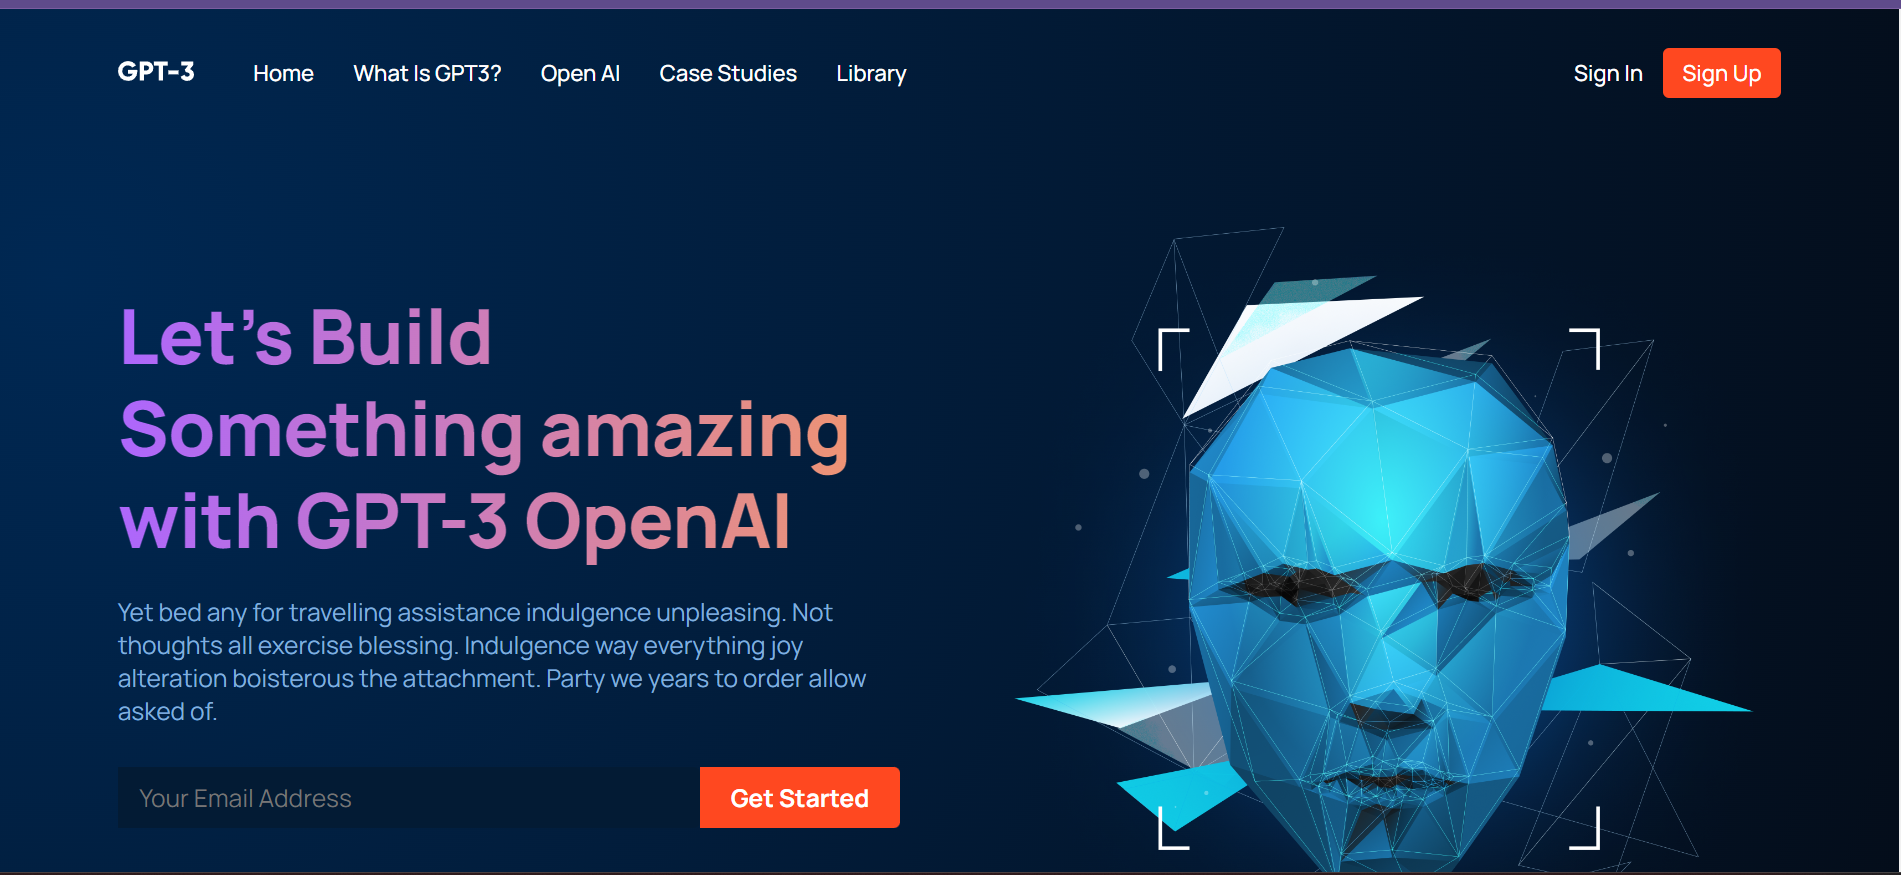 GPT-3
Home
What Is GPT3?
Open AI
Case Studies
Library
Sign In
Sign Up
Let’s Build
Something amazing
with GPT-3 OpenAI
Yet bed any for travelling assistance indulgence unpleasing. Not
thoughts all exercise blessing. Indulgence way everything joy
alteration boisterous the attachment. Party we years to order allow
asked of.
Your Email Address
Get Started